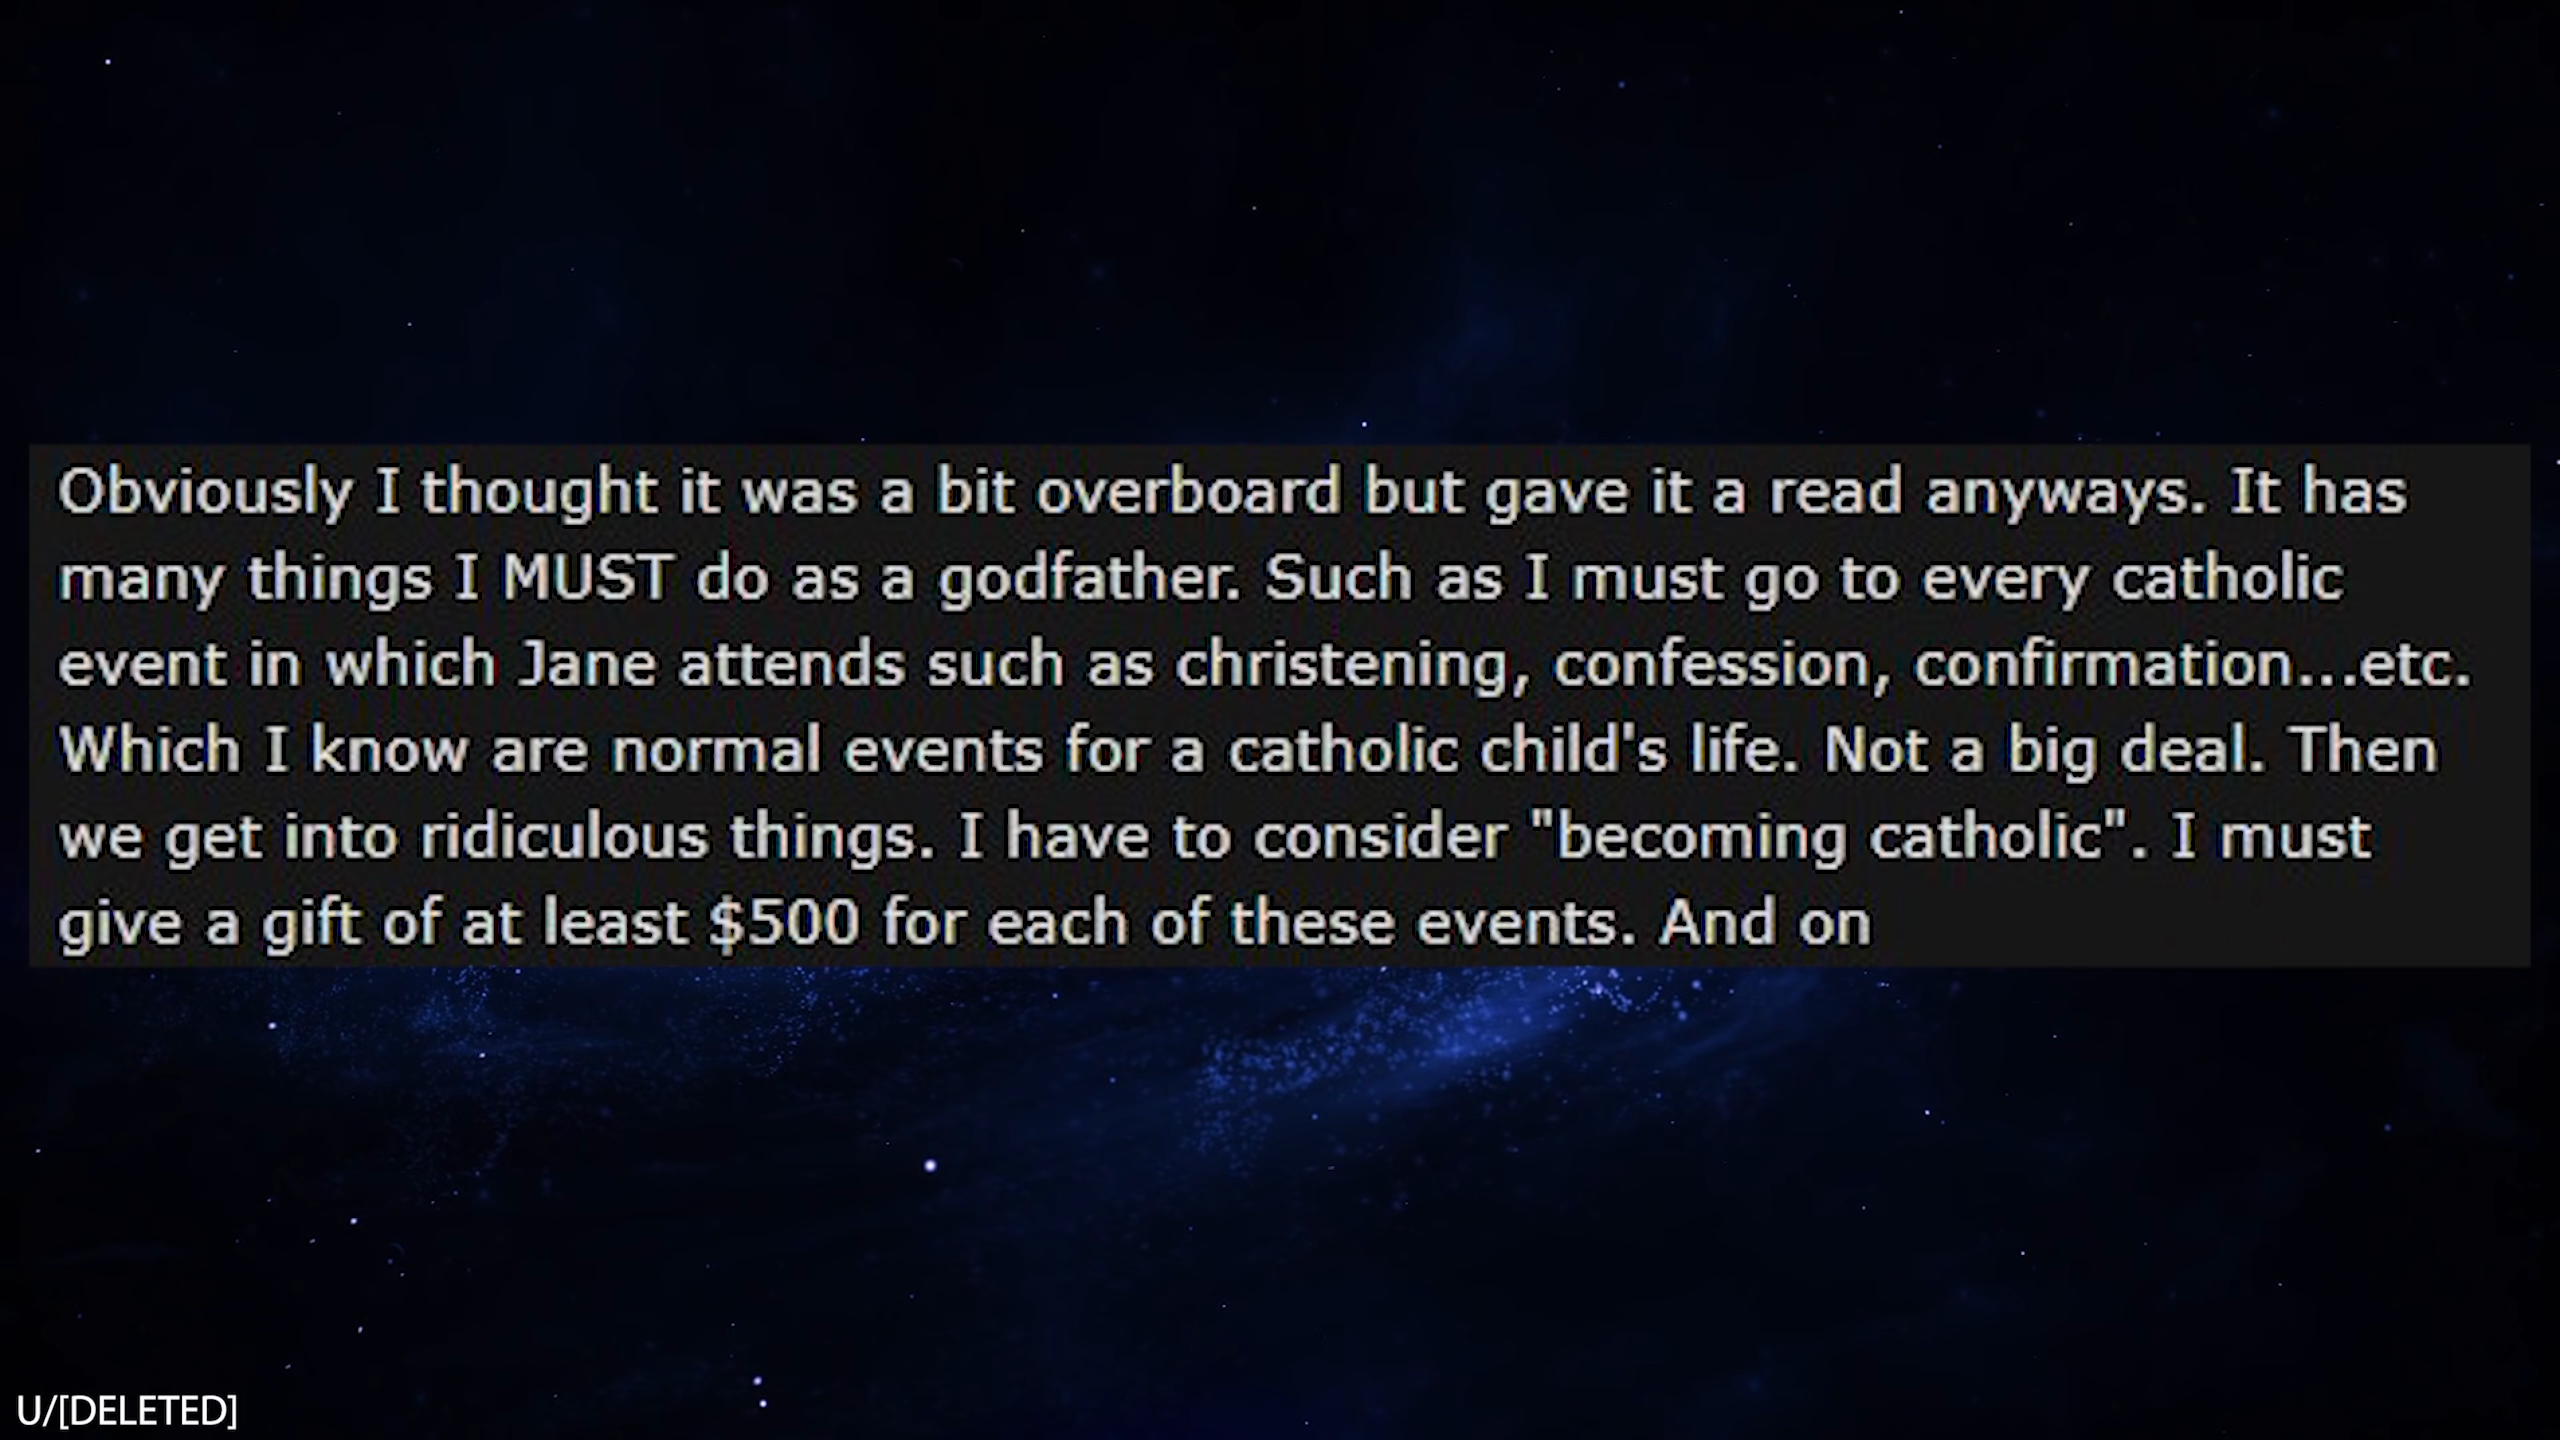 Obviously I thought it was a bit overboard but gave it a read anyways. It has
many things I MUST do as a godfather. Such as I must go to every catholic
event in which Jane attends such as christening, confession, confirmation...etc.
Which I know are normal events for a catholic child's life. Not a big deal. Then
we get into ridiculous things. I have to consider "becoming catholic". I must
give a gift of at least $500 for each of these events. And on
U/[DELETED]